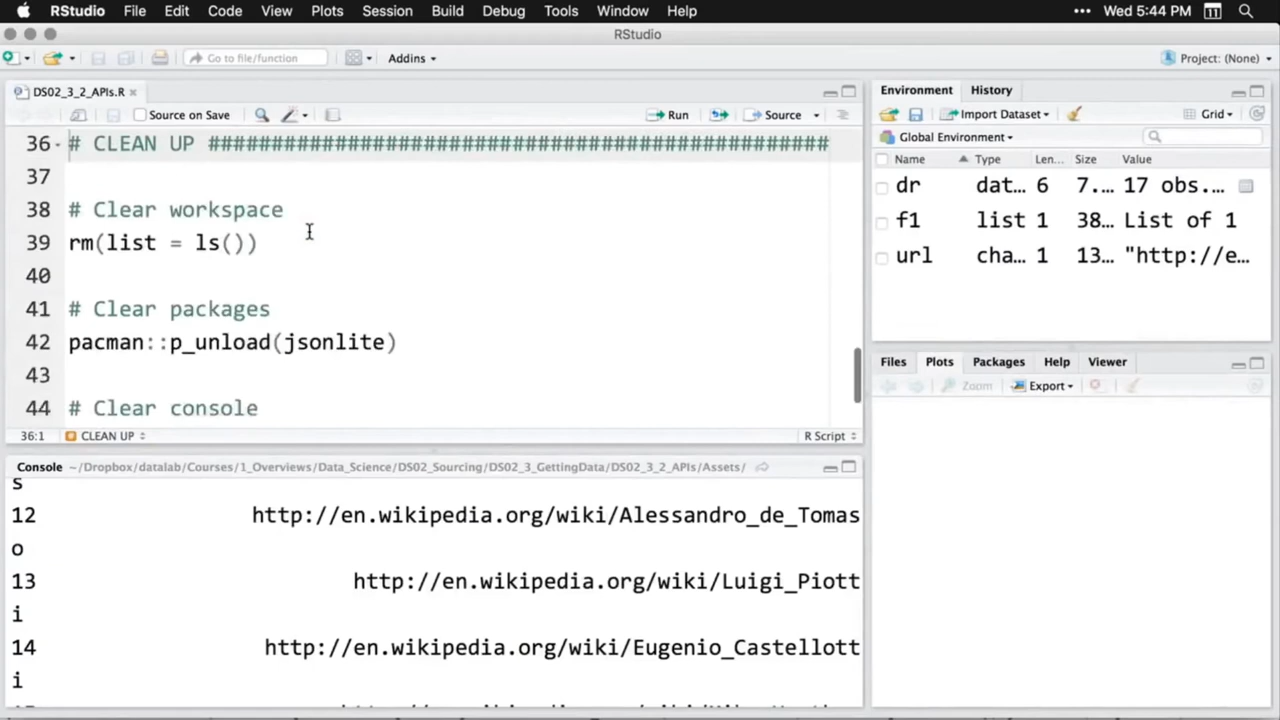 RStudio File Edit Code View Plots Session Build Debug Tools Window Help ••• Wed 5:44 PM 11
RStudio
Go to file/function Addins Project: (None)
DS02_3_2_APIs.R
Source on Save Run Source
36 # CLEAN UP #################################################
37
38 # Clear workspace
39 rm(list = ls())
40
41 # Clear packages
42 pacman::p_unload(jsonlite)
43
44 # Clear console
36:1 CLEAN UP R Script
Console ~/Dropbox/datalab/Courses/1_Overviews/Data_Science/DS02_Sourcing/DS02_3_GettingData/DS02_3_2_APIs/Assets/
s
12 http://en.wikipedia.org/wiki/Alessandro_de_Tomas
o
13 http://en.wikipedia.org/wiki/Luigi_Piott
i
14 http://en.wikipedia.org/wiki/Eugenio_Castellott
i
Environment History
Import Dataset Grid
Global Environment
Name Type Len... Size Value
dr dat... 6 7.... 17 obs....
f1 list 1 38... List of 1
url cha... 1 13... "http://e...
Files Plots Packages Help Viewer
Zoom Export